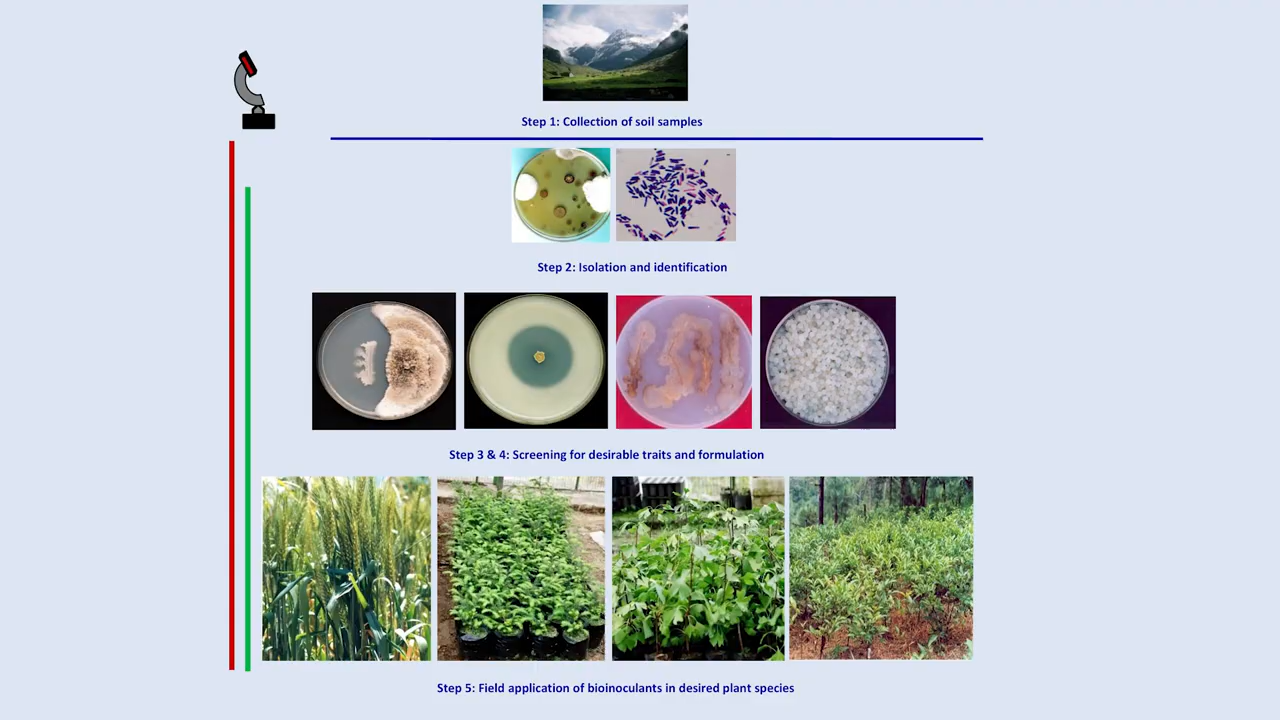 Step 1: Collection of soil samples
Step 2: Isolation and identification
Step 3 & 4: Screening for desirable traits and formulation
Step 5: Field application of bioinoculants in desired plant species